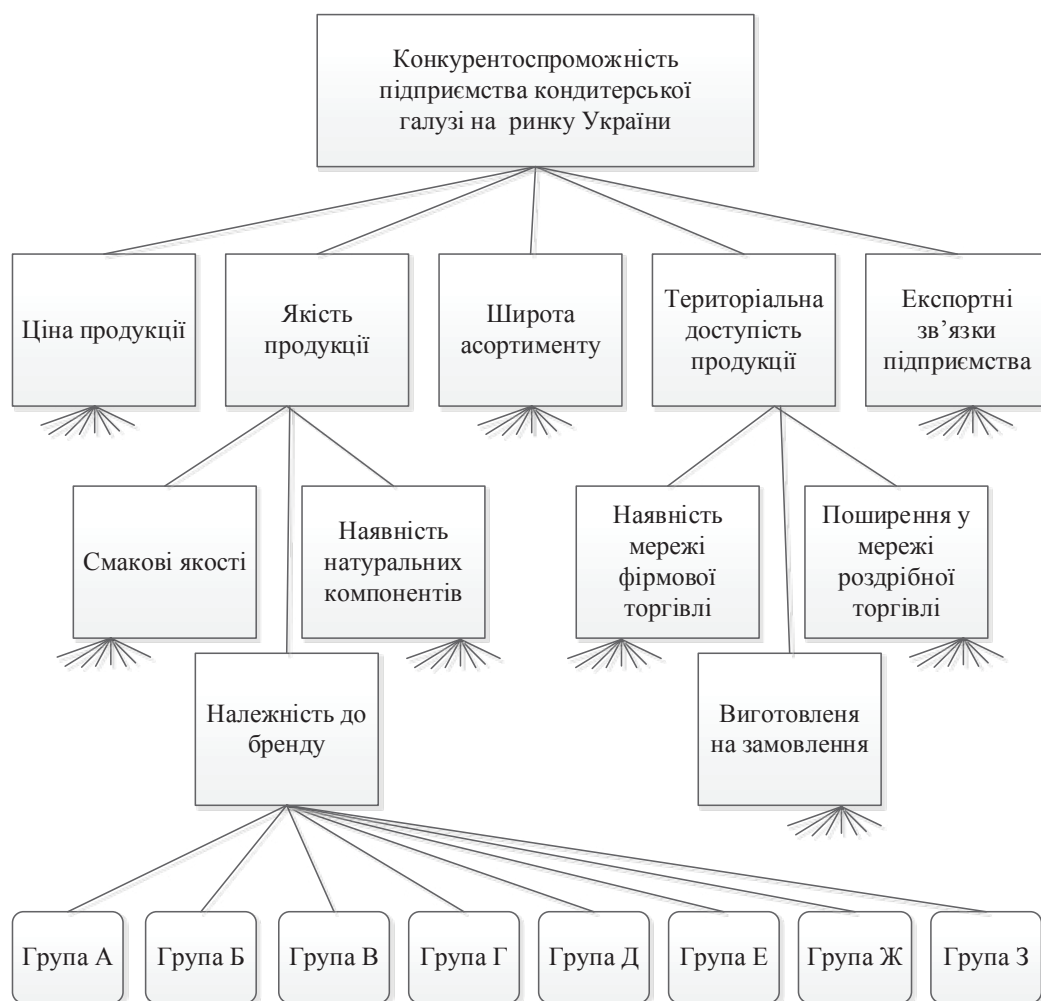 Конкурентоспроможність
підприємства кондитерської
галузі на ринку України
Ціна продукції
Якість
продукції
Широта
асортименту
Територіальна
доступість
продукції
Експортні
зв’язки
підприємства
Смакові якості
Наявність
натуральних
компонентів
Наявність
мережі
фірмової
торгівлі
Поширення у
мережі
роздрібної
торгівлі
Належність до
бренду
Виготовленя
на замовлення
Група А
Група Б
Група В
Група Г
Група Д
Група Е
Група Ж
Група З